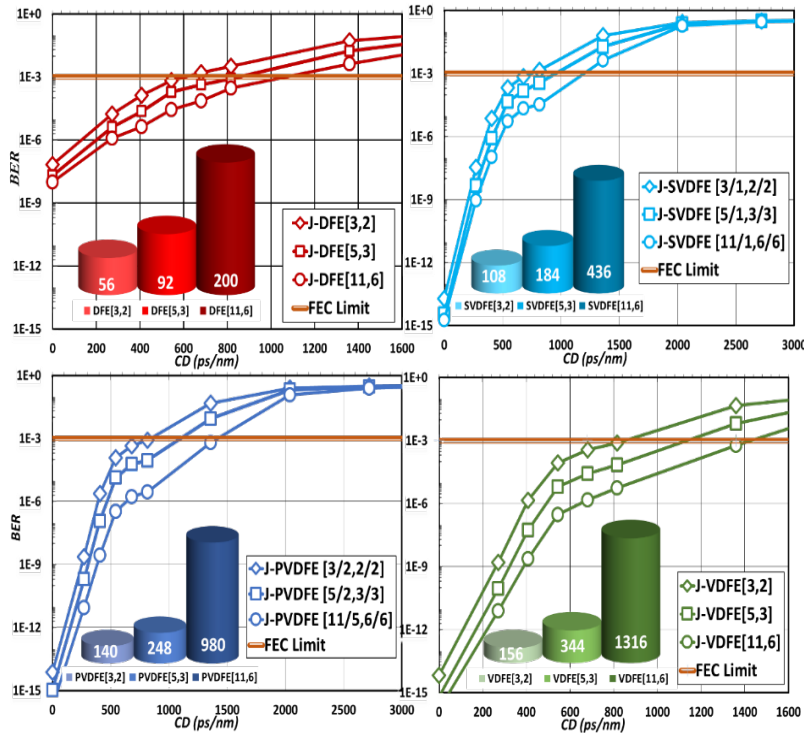 1E+0
1E-3
1E-6
1E-9
1E-12
1E-15
BER
56
92
200
J-DFE[3,2]
J-DFE[5,3]
J-DFE[11,6]
FEC Limit
DFE[3,2] DFE[5,3] DFE[11,6]
0 200 400 600 800 1000 1200 1400 1600
CD (ps/nm)
1E+0
1E-3
1E-6
1E-9
1E-12
1E-15
108
184
436
J-SVDFE [3/1,2/2]
J-SVDFE [5/1,3/3]
J-SVDFE [11/1,6/6]
FEC Limit
SVDFE[3,2] SVDFE[5,3] SVDFE[11,6]
0 500 1000 1500 2000 2500 3000
CD (ps/nm)
1E+0
1E-3
1E-6
1E-9
1E-12
1E-15
BER
140
248
980
J-PVDFE [3/2,2/2]
J-PVDFE [5/2,3/3]
J-PVDFE [11/5,6/6]
FEC Limit
PVDFE[3,2] PVDFE[5,3] PVDFE[11,6]
0 500 1000 1500 2000 2500 3000
CD (ps/nm)
1E+0
1E-3
1E-6
1E-9
1E-12
1E-15
156
344
1316
J-VDFE[3,2]
J-VDFE[5,3]
J-VDFE[11,6]
FEC Limit
VDFE[3,2] VDFE[5,3] VDFE[11,6]
0 200 400 600 800 1000 1200 1400 1600
CD (ps/nm)